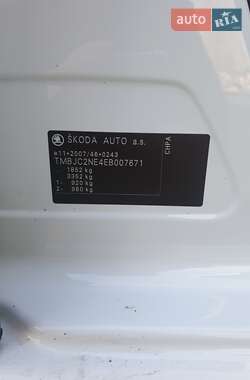 AUTO RIA
.com
ŠKODA AUTO a.s.
e11*2007/46*0243
TMBJC2NE4EB007671
1852 kg
3352 kg
1- 920 kg
2- 980 kg
CHPA